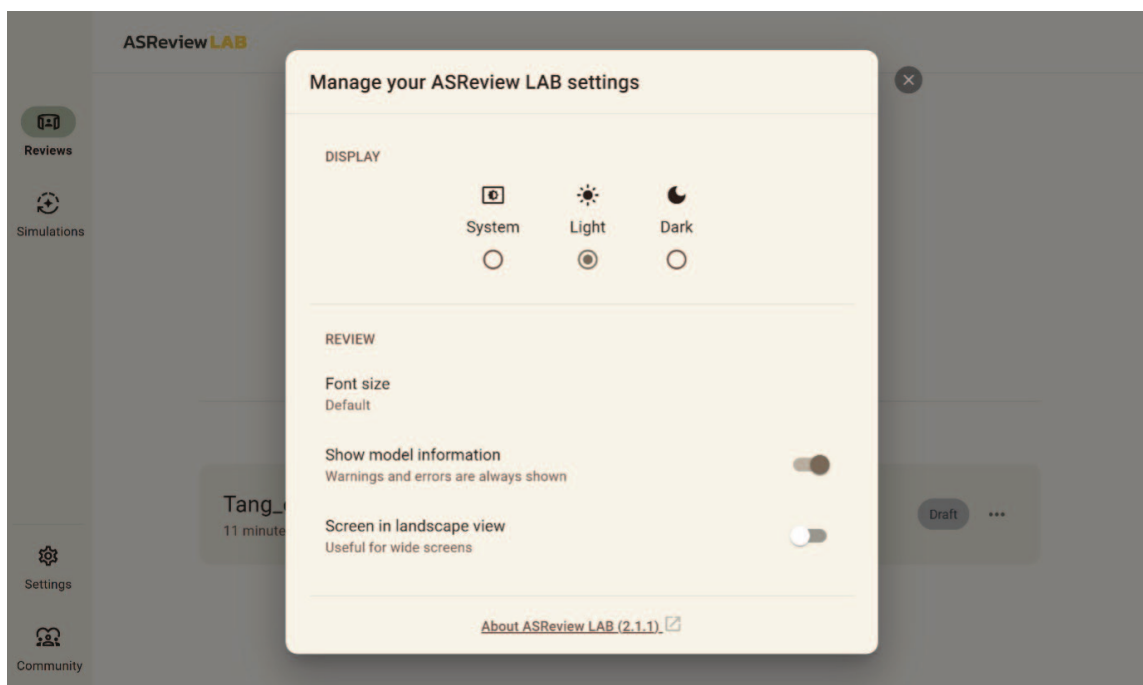 ASReview LAB
Reviews
Simulations
Settings
Community
Manage your ASReview LAB settings
DISPLAY
System Light Dark
REVIEW
Font size
Default
Show model information
Warnings and errors are always shown
Screen in landscape view
Useful for wide screens
About ASReview LAB (2.1.1)
Tang_
11 minute
Draft